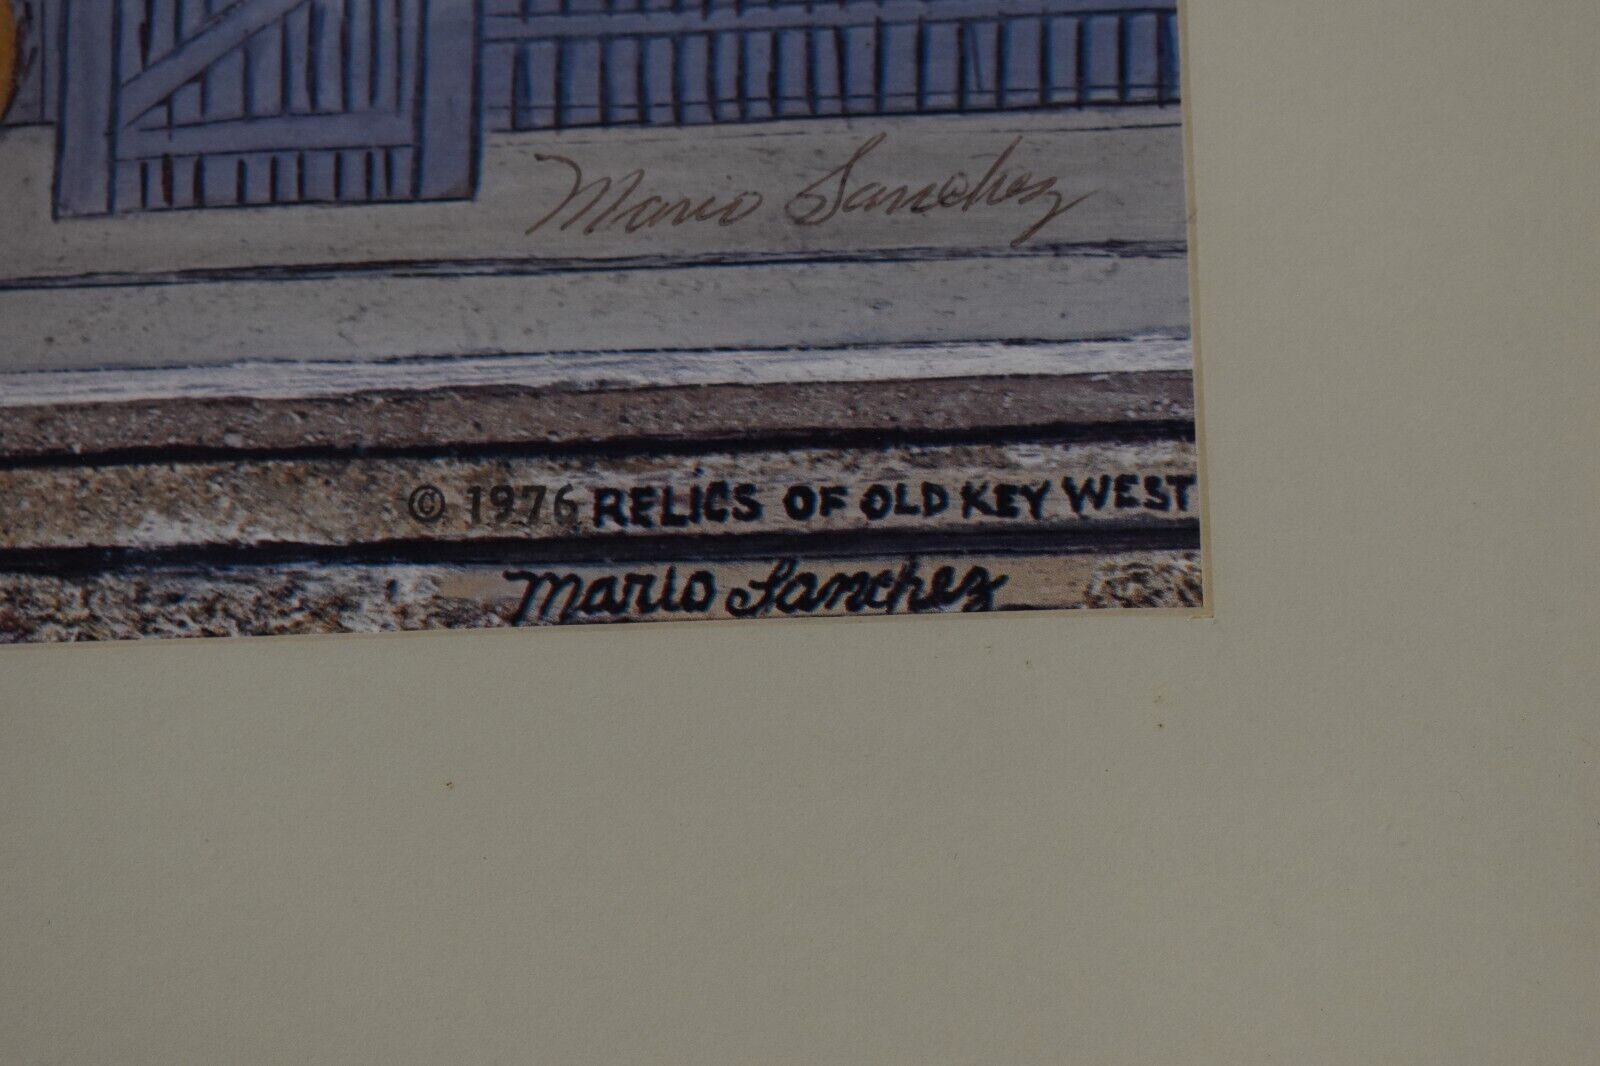 Mario Sanchez
© 1976 RELICS OF OLD KEY WEST
Mario Sanchez